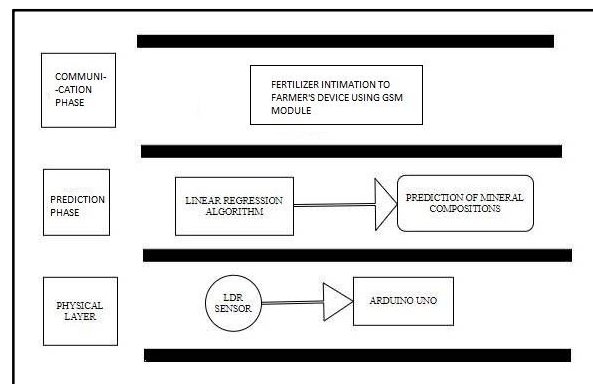 COMMUNI-
-CATION
PHASE
FERTILIZER INTIMATION TO
FARMER'S DEVICE USING GSM
MODULE
PREDICTION
PHASE
LINEAR REGRESSION
ALGORITHM
PREDICTION OF MINERAL
COMPOSITIONS
PHYSICAL
LAYER
LDR
SENSOR
ARDUINO UNO